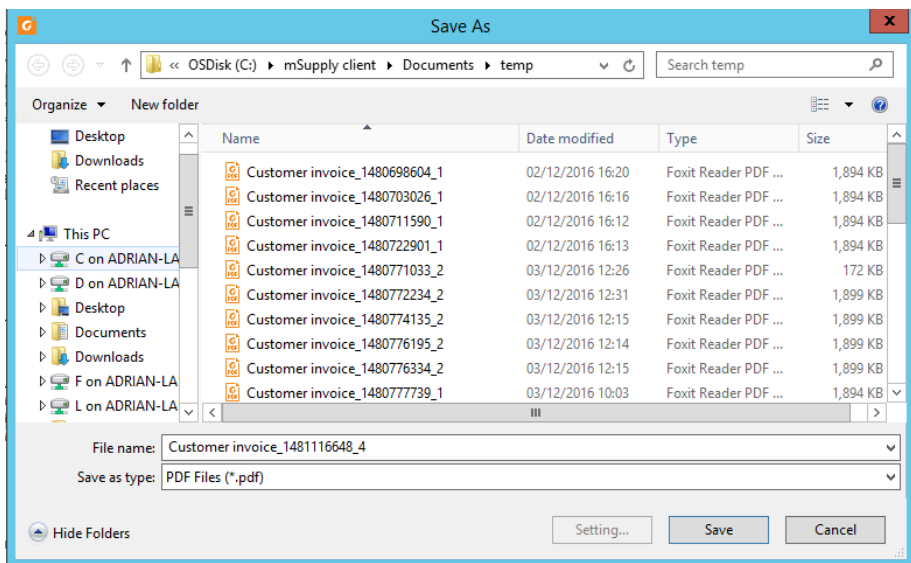 Save As
« OSDisk (C:) mSupply client Documents temp
Search temp
Organize New folder
Name Date modified Type Size
Desktop
Downloads
Recent places
This PC
C on ADRIAN-LA
D on ADRIAN-LA
Desktop
Documents
Downloads
F on ADRIAN-LA
L on ADRIAN-LA
Customer invoice_1480698604_1 02/12/2016 16:20 Foxit Reader PDF ... 1,894 KB
Customer invoice_1480703026_1 02/12/2016 16:16 Foxit Reader PDF ... 1,894 KB
Customer invoice_1480711590_1 02/12/2016 16:12 Foxit Reader PDF ... 1,894 KB
Customer invoice_1480722901_1 02/12/2016 16:13 Foxit Reader PDF ... 1,894 KB
Customer invoice_1480771033_2 03/12/2016 12:26 Foxit Reader PDF ... 172 KB
Customer invoice_1480772234_2 03/12/2016 12:31 Foxit Reader PDF ... 1,899 KB
Customer invoice_1480774135_2 03/12/2016 12:15 Foxit Reader PDF ... 1,899 KB
Customer invoice_1480776195_2 03/12/2016 12:14 Foxit Reader PDF ... 1,899 KB
Customer invoice_1480776334_2 03/12/2016 12:15 Foxit Reader PDF ... 1,899 KB
Customer invoice_1480777739_1 03/12/2016 10:03 Foxit Reader PDF ... 1,894 KB
File name: Customer invoice_1481116648_4
Save as type: PDF Files (*.pdf)
Hide Folders Setting... Save Cancel